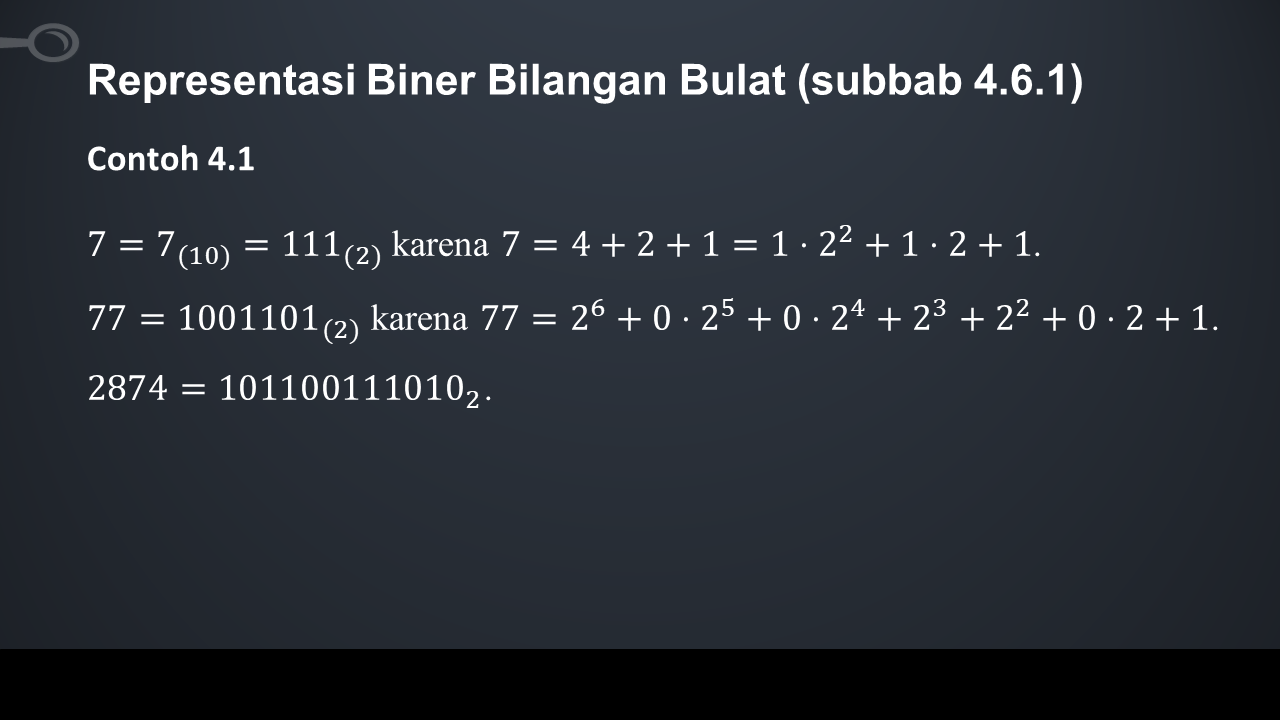 Representasi Biner Bilangan Bulat (subbab 4.6.1)
Contoh 4.1
7 = 7₍₁₀₎ = 111₍₂₎ karena 7 = 4 + 2 + 1 = 1 · 2² + 1 · 2 + 1.
77 = 1001101₍₂₎ karena 77 = 2⁶ + 0 · 2⁵ + 0 · 2⁴ + 2³ + 2² + 0 · 2 + 1.
2874 = 101100111010₂.